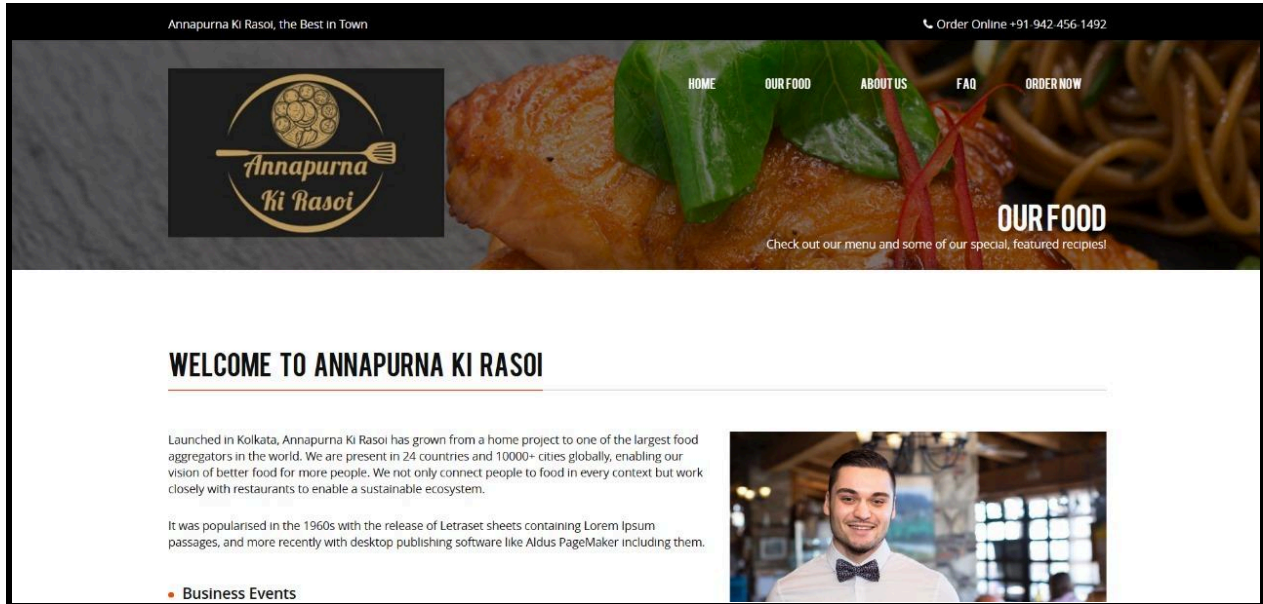 Annapurna Ki Rasoi, the Best in Town
Order Online +91-942-456-1492
Annapurna
Ki Rasoi
HOME OUR FOOD ABOUT US FAQ ORDER NOW
OUR FOOD
Check out our menu and some of our special, featured recipies!
WELCOME TO ANNAPURNA KI RASOI
Launched in Kolkata, Annapurna Ki Rasoi has grown from a home project to one of the largest food
aggregators in the world. We are present in 24 countries and 10000+ cities globally, enabling our
vision of better food for more people. We not only connect people to food in every context but work
closely with restaurants to enable a sustainable ecosystem.
It was popularised in the 1960s with the release of Letraset sheets containing Lorem Ipsum
passages, and more recently with desktop publishing software like Aldus PageMaker including them.
Business Events